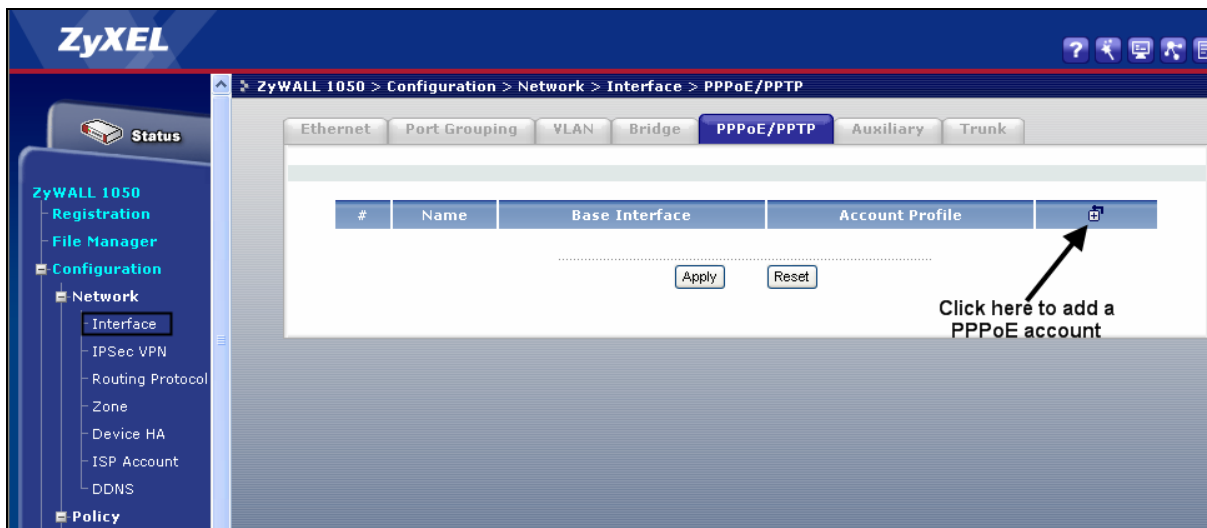 ZyXEL
?
ZyWALL 1050 > Configuration > Network > Interface > PPPoE/PPTP
Status
Ethernet Port Grouping VLAN Bridge PPPoE/PPTP Auxiliary Trunk
ZyWALL 1050
Registration
File Manager
Configuration
Network
Interface
IPSec VPN
Routing Protocol
Zone
Device HA
ISP Account
DDNS
Policy
# Name Base Interface Account Profile
Apply Reset
Click here to add a
PPPoE account